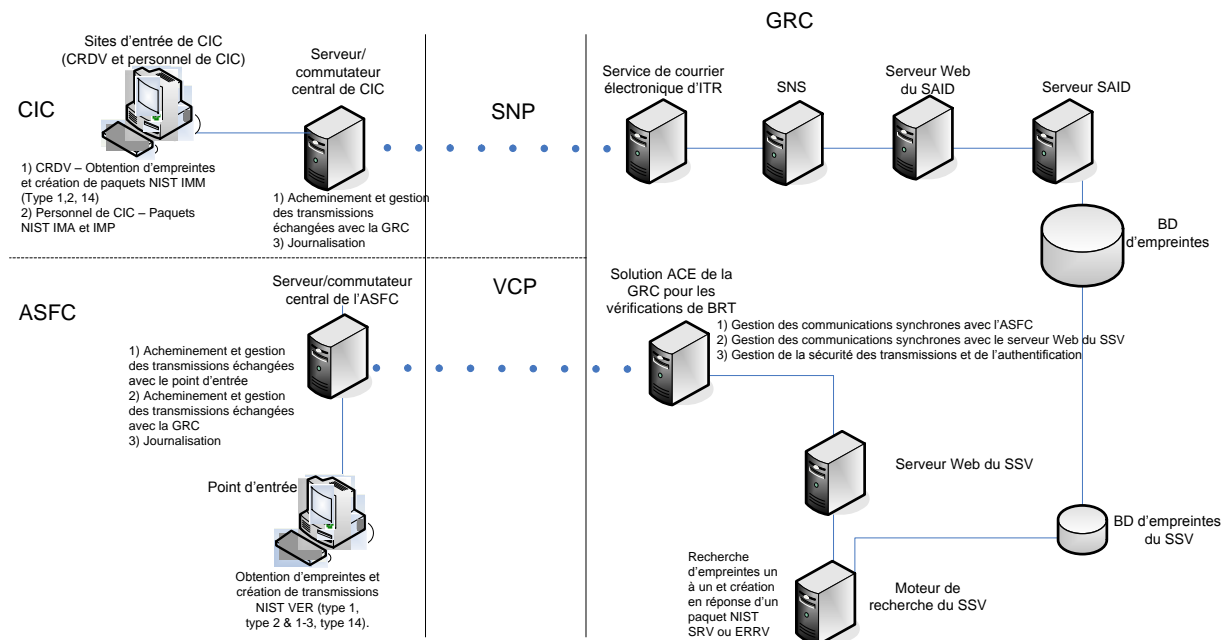 GRC
Sites d'entrée de CIC
(CRDV et personnel de CIC)
Serveur/
commutateur
central de CIC
Service de courrier
électronique d'ITR
SNS
Serveur Web
du SAID
Serveur SAID
CIC
SNP
1) CRDV – Obtention d'empreintes
et création de paquets NIST IMM
(Type 1,2, 14)
2) Personnel de CIC – Paquets
NIST IMA et IMP
1) Acheminement et gestion
des transmissions
échangées avec la GRC
3) Journalisation
BD
d'empreintes
ASFC
Serveur/commutateur
central de l'ASFC
VCP
Solution ACE de la
GRC pour les
vérifications de BRT
1) Gestion des communications synchrones avec l'ASFC
2) Gestion des communications synchrones avec le serveur Web du SSV
3) Gestion de la sécurité des transmissions et de l'authentification
1) Acheminement et gestion
des transmissions échangées
avec le point d'entrée
2) Acheminement et gestion
des transmissions échangées
avec la GRC
3) Journalisation
Serveur Web du SSV
Point d'entrée
BD d'empreintes
du SSV
Obtention d'empreintes et
création de transmissions
NIST VER (type 1,
type 2 & 1-3, type 14).
Recherche
d'empreintes un
à un et création
en réponse d'un
paquet NIST
SRV ou ERRV
Moteur de
recherche du SSV